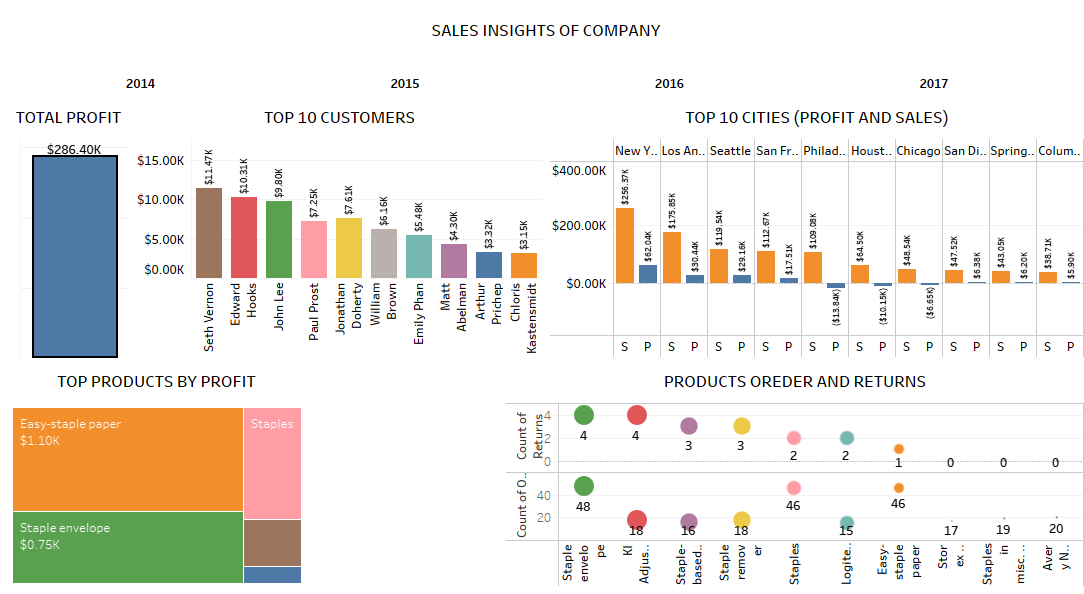 SALES INSIGHTS OF COMPANY
2014 2015 2016 2017
TOTAL PROFIT
$286.40K
TOP 10 CUSTOMERS
$15.00K
$10.00K
$5.00K
$0.00K
$11.47K
$10.31K
$9.80K
$7.25K
$7.61K
$6.16K
$5.48K
$4.30K
$3.32K
$3.15K
Seth Vernon
Edward
Hooks
John Lee
Paul Prost
Jonathan
Doherty
William
Brown
Emily Phan
Matt
Abelman
Arthur
Prichep
Chloris
Kastensmidt
TOP 10 CITIES (PROFIT AND SALES)
New Y.. Los An.. Seattle San Fr.. Philad.. Houst.. Chicago San Di.. Spring.. Colum..
$400.00K
$200.00K
$0.00K
$256.37K
$62.04K
$175.85K
$30.44K
$119.54K
$29.16K
$112.67K
$17.51K
$109.08K
($13.84K)
$64.50K
($10.15K)
$48.54K
($6.65K)
$47.52K
$6.38K
$43.05K
$6.20K
$38.71K
$5.90K
S P S P S P S P S P S P S P S P S P S P
TOP PRODUCTS BY PROFIT
Easy-staple paper
$1.10K
Staples
Staple envelope
$0.75K
PRODUCTS OREDER AND RETURNS
Count of
Returns
4
2
0
4 4 3 3 2 2 1 0 0 0
Count of O..
40
20
48 18 16 18 46 15 46 17 19 20
Staple
envelo
pe
KI
Adjus..
Staple-
based..
Staple
remov
er
Staples
Logite..
Easy-
staple
paper
Stor
ex ..
Staples
in
misc. ..
Aver
y N..